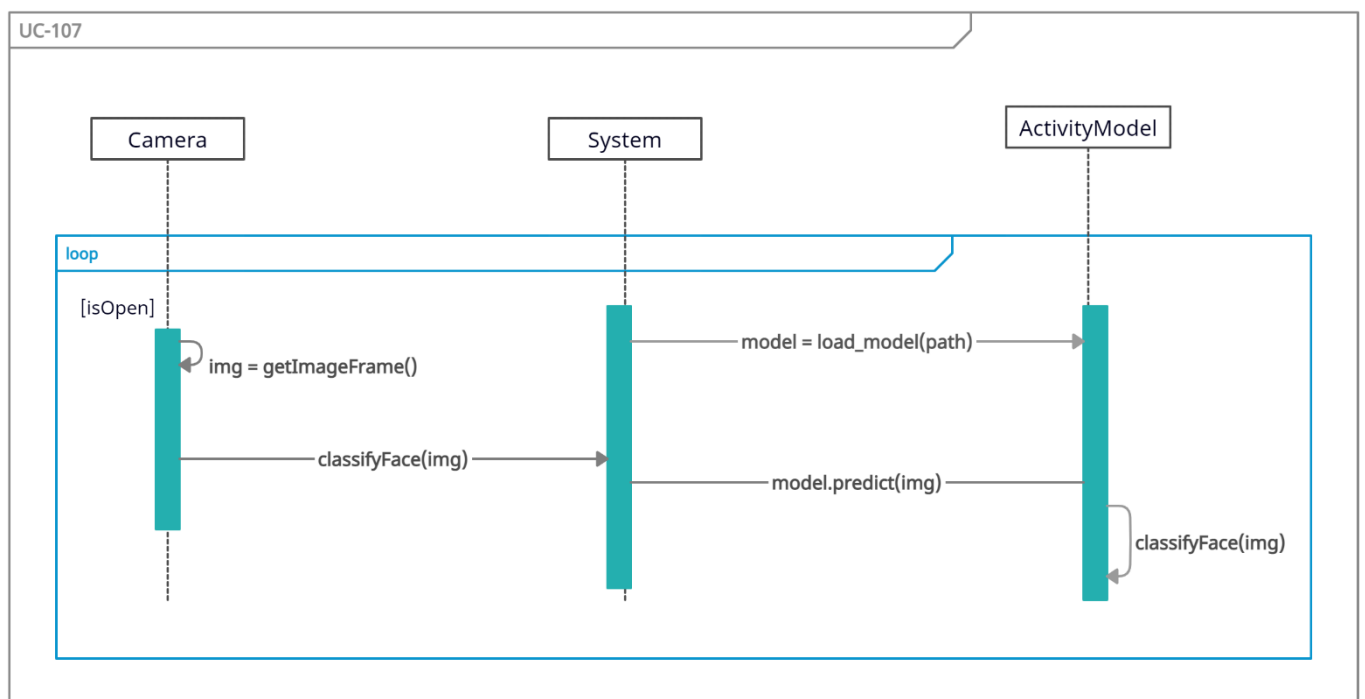 UC-107
Camera
System
ActivityModel
loop
[isOpen]
model = load_model(path)
img = getImageFrame()
classifyFace(img)
model.predict(img)
classifyFace(img)